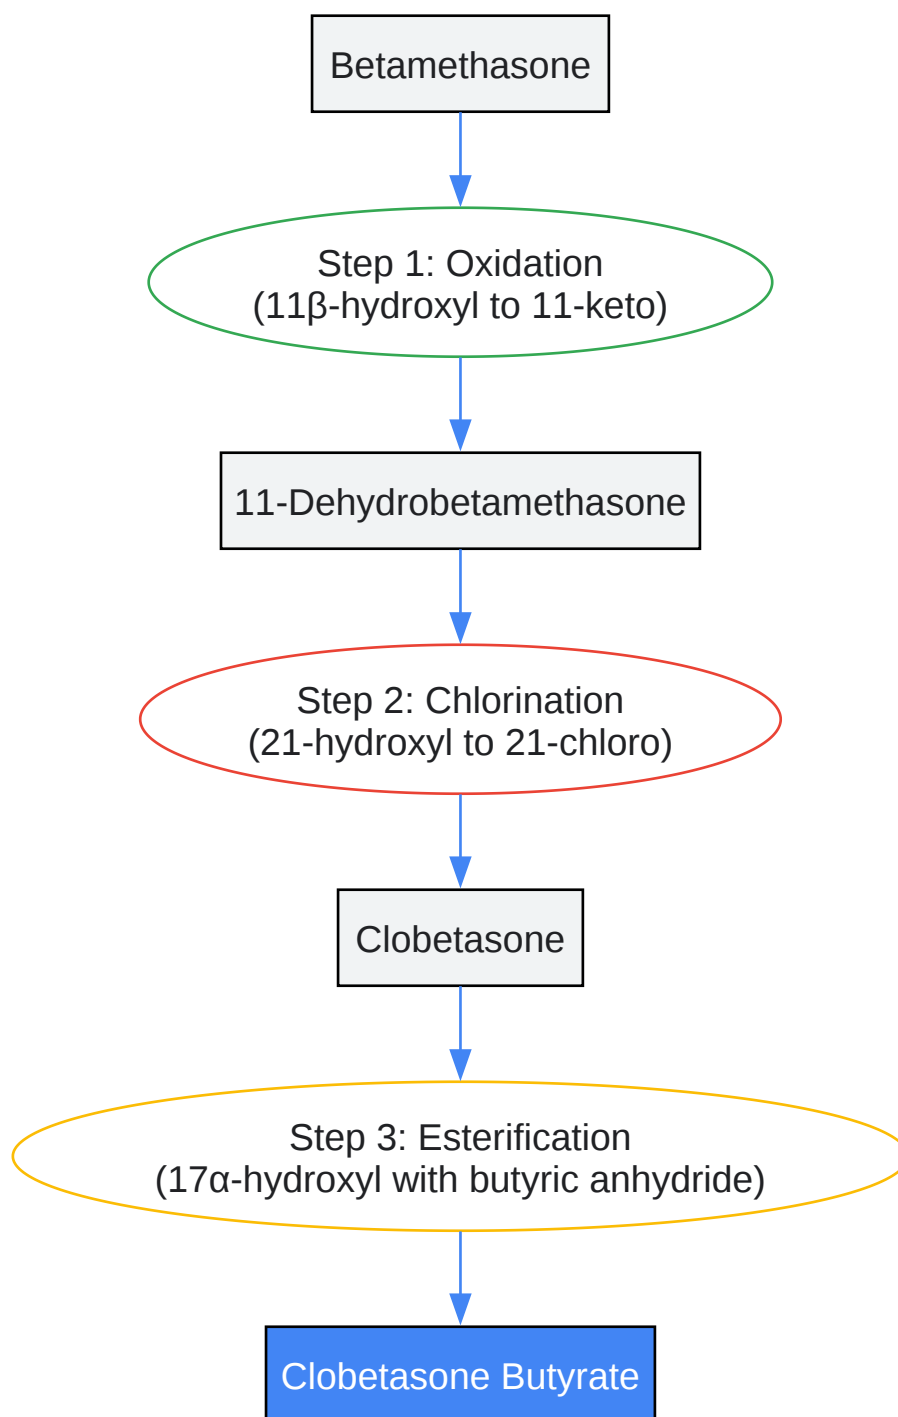 Betamethasone
Step 1: Oxidation
(11β-hydroxyl to 11-keto)
11-Dehydrobetamethasone
Step 2: Chlorination
(21-hydroxyl to 21-chloro)
Clobetasone
Step 3: Esterification
(17α-hydroxyl with butyric anhydride)
Clobetasone Butyrate